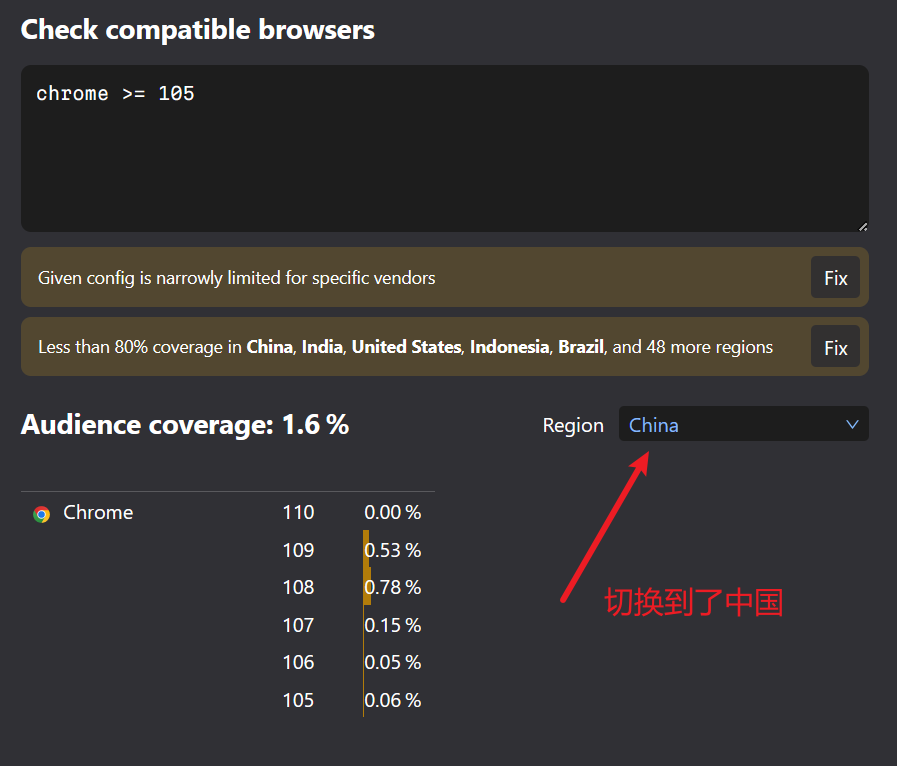 Check compatible browsers
chrome >= 105
Given config is narrowly limited for specific vendors Fix
Less than 80% coverage in China, India, United States, Indonesia, Brazil, and 48 more regions Fix
Audience coverage: 1.6 % Region China
Chrome 110 0.00 %
109 0.53 %
108 0.78 %
切换到了中国
107 0.15 %
106 0.05 %
105 0.06 %